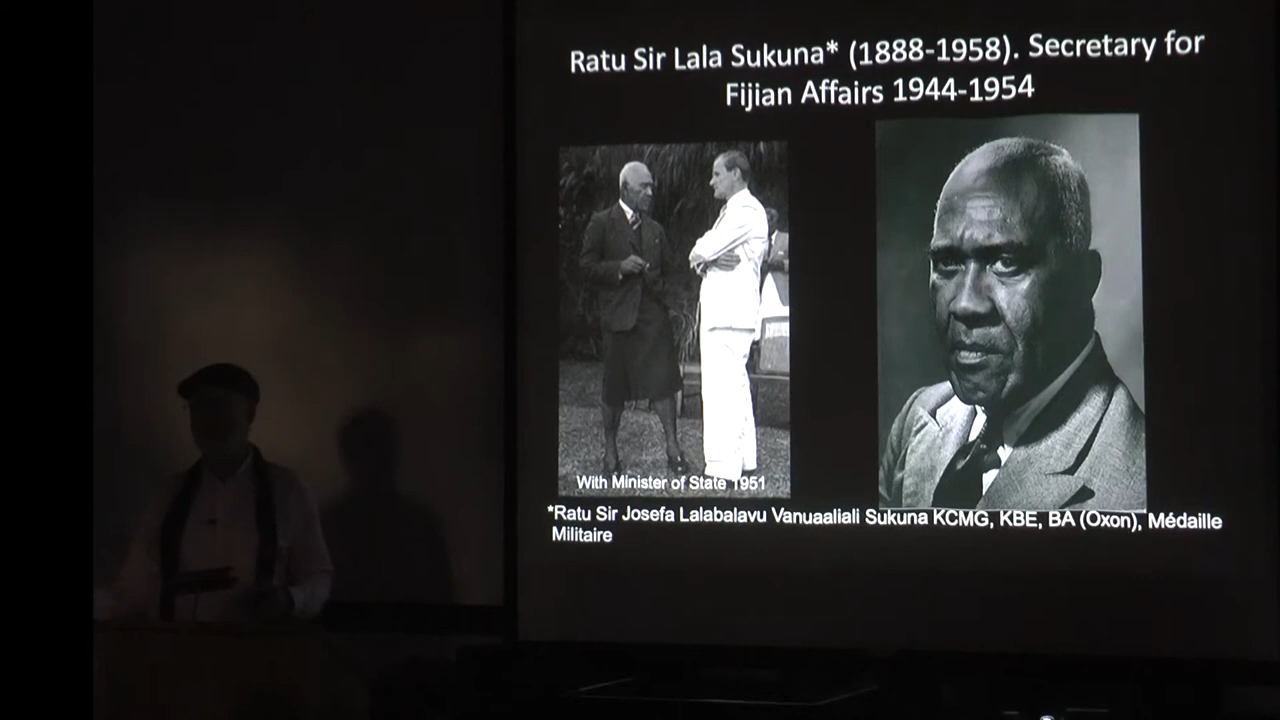 Ratu Sir Lala Sukuna* (1888-1958). Secretary for
Fijian Affairs 1944-1954
With Minister of State 1951
*Ratu Sir Josefa Lalabalavu Vanuaaliali Sukuna KCMG, KBE, BA (Oxon), Médaille
Militaire